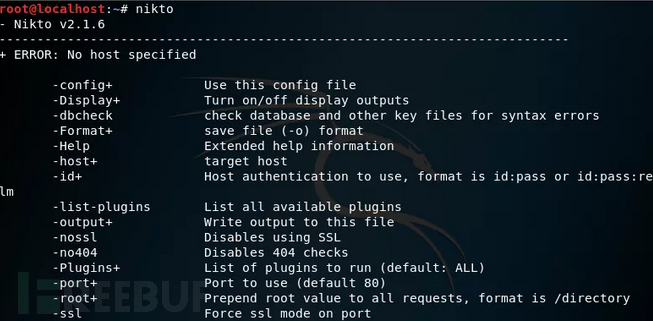 root@localhost:~# nikto
- Nikto v2.1.6
---------------------------------------------------------------------------
+ ERROR: No host specified
-config+ Use this config file
-Display+ Turn on/off display outputs
-dbcheck check database and other key files for syntax errors
-Format+ save file (-o) format
-Help Extended help information
-host+ target host
-id+ Host authentication to use, format is id:pass or id:pass:re
lm
-list-plugins List all available plugins
-output+ Write output to this file
-nossl Disables using SSL
-no404 Disables 404 checks
-Plugins+ List of plugins to run (default: ALL)
-port+ Port to use (default 80)
-root+ Prepend root value to all requests, format is /directory
-ssl Force ssl mode on port
FREEBUF